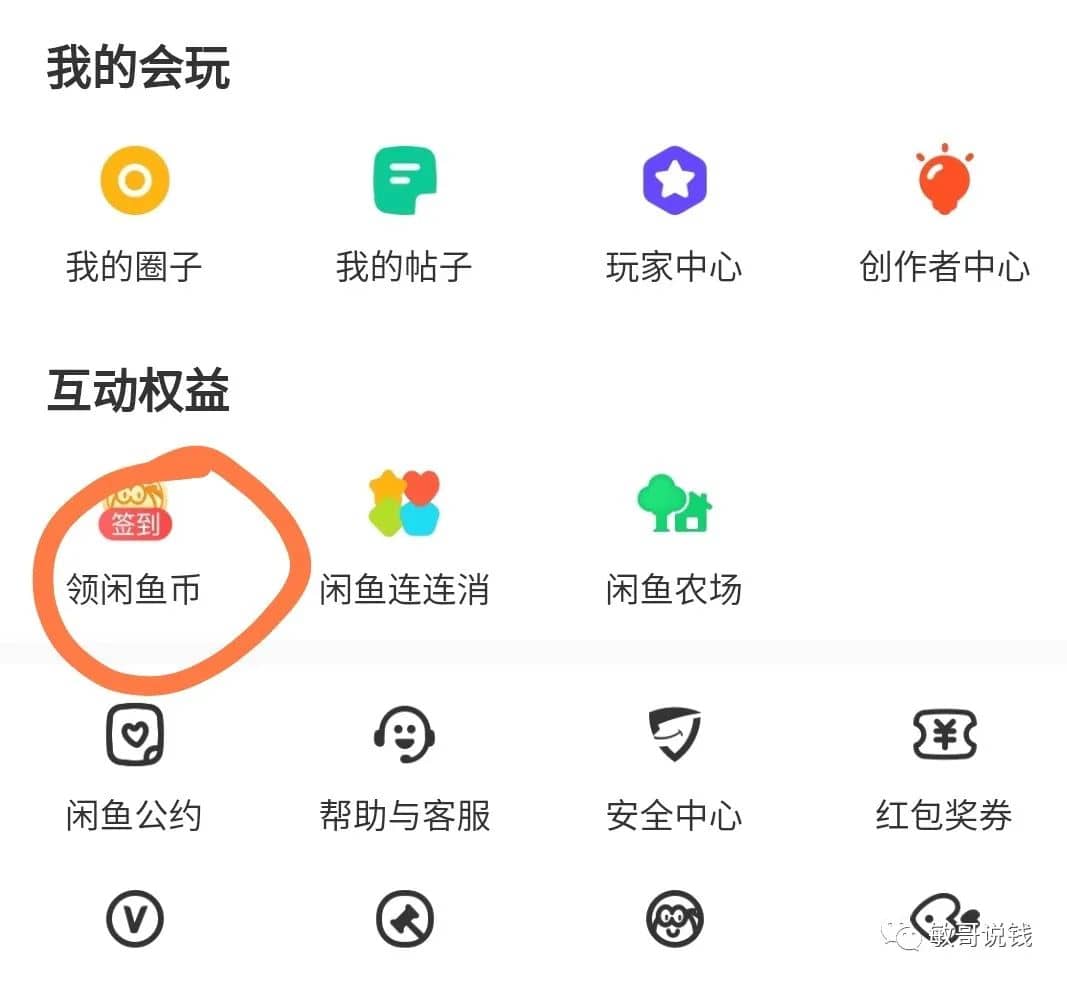 我的会玩
我的圈子 我的帖子 玩家中心 创作者中心
互动权益
签到
领闲鱼币 闲鱼连连消 闲鱼农场
闲鱼公约 帮助与客服 安全中心 红包奖券
敏哥说钱